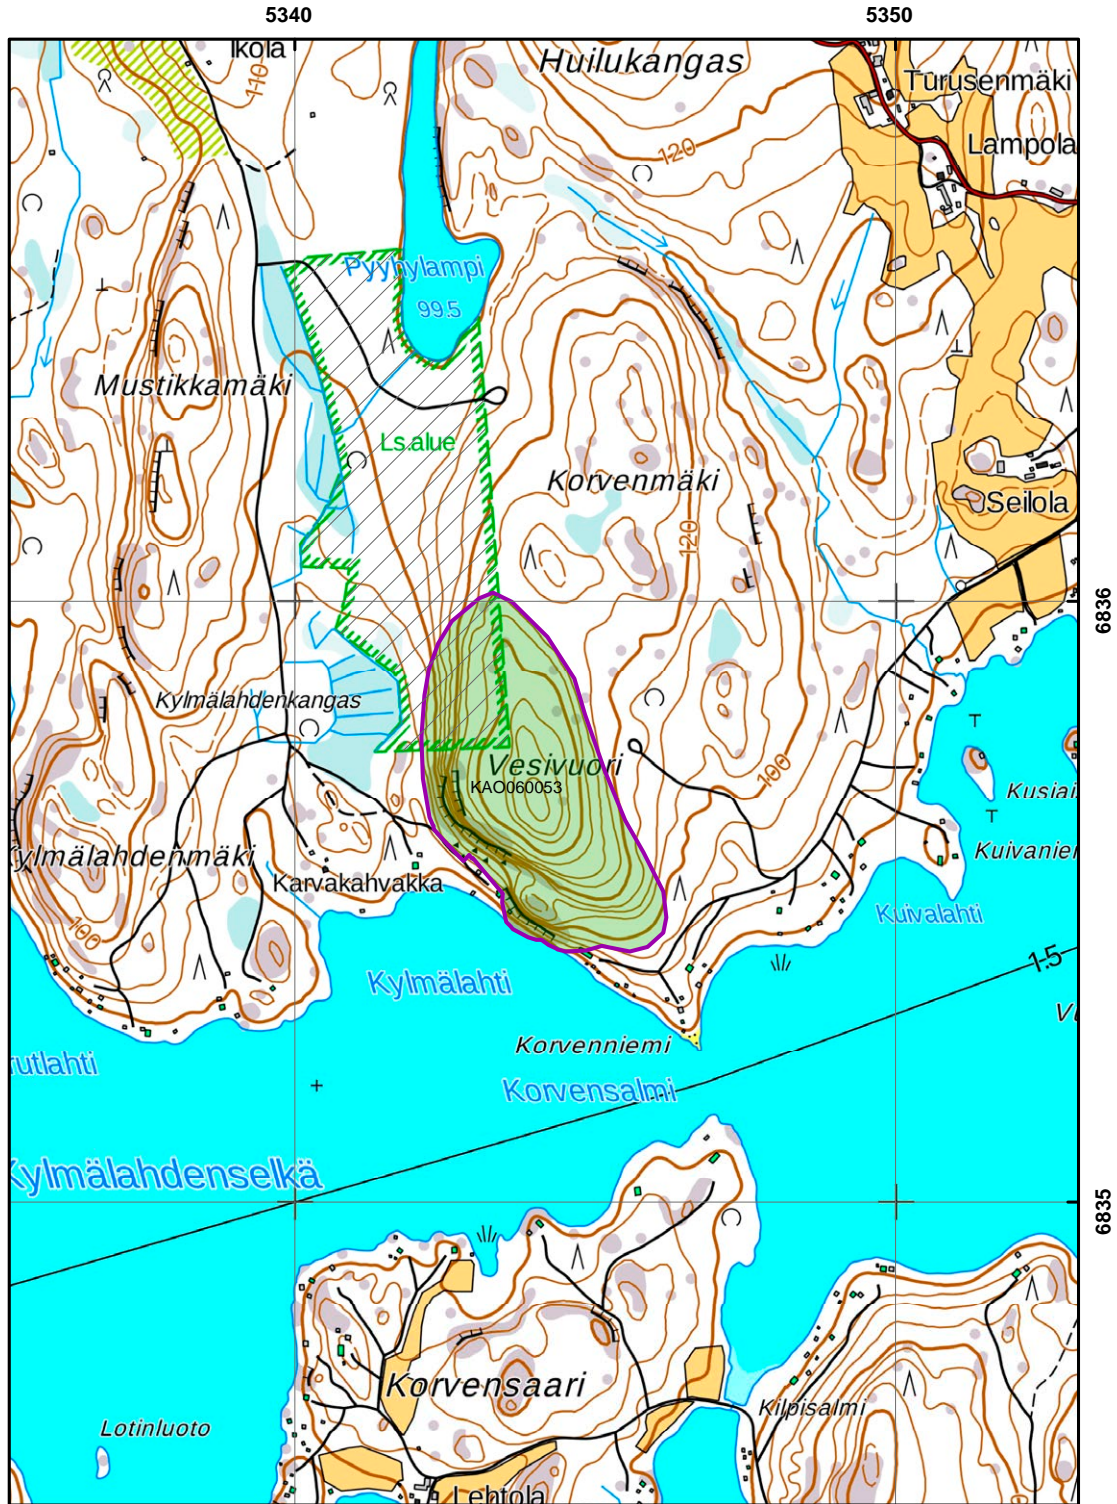 5340
5350
Ikola
Huilukangas
110
Turusenmäki
Lampola
120
Pyyhylampi
99.5
Mustikkamäki
Ls.alue
Korvenmäki
Seilola
120
6836
Kylmälahdenkangas
Vesivuori
KAO060053
100
Kusiai
Kuivanier
Kylmälahdenmäki
Karvakahvakka
Kuivalahti
100
Kylmälahti
1.5
Korvenniemi
rutlahti
Korvensalmi
Kylmälahdenselkä
6835
Korvensaari
Kilpisalmi
Lotinluoto
Lehtola